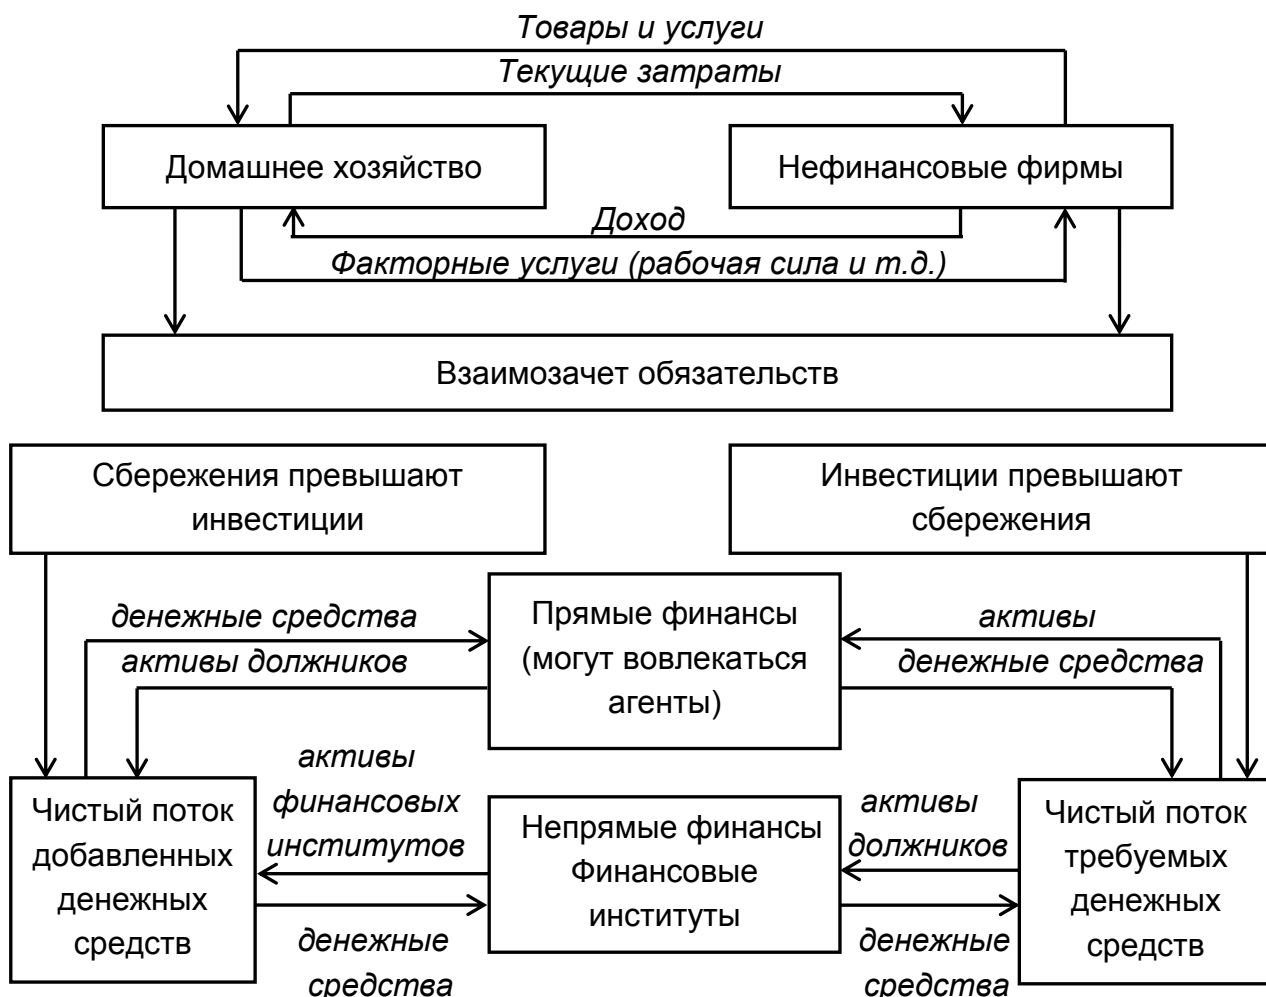 Товары и услуги
Текущие затраты
Домашнее хозяйство
Нефинансовые фирмы
Доход
Факторные услуги (рабочая сила и т.д.)
Взаимозачет обязательств
Сбережения превышают
инвестиции
Инвестиции превышают
сбережения
денежные средства
активы должников
Прямые финансы
(могут вовлекаться
агенты)
активы
денежные средства
Чистый поток
добавленных
денежных
средств
активы
финансовых
институтов
денежные
средства
Непрямые финансы
Финансовые
институты
активы
должников
денежные
средства
Чистый поток
требуемых
денежных
средств